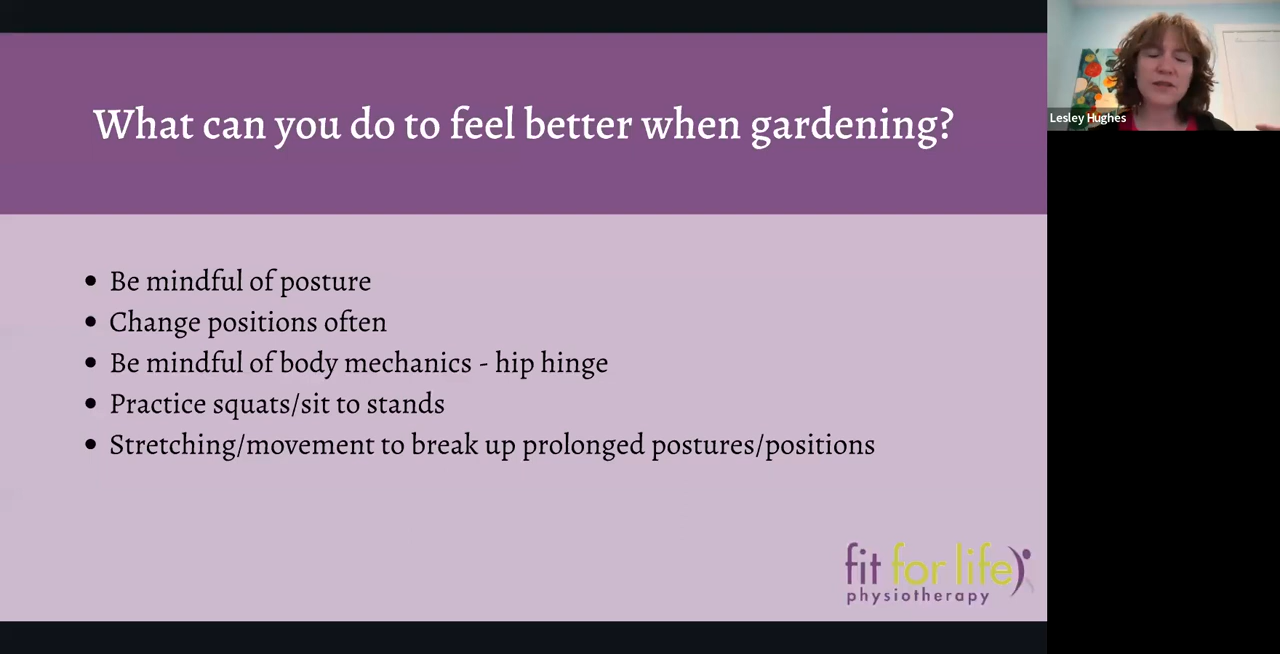 What can you do to feel better when gardening?
Lesley Hughes
• Be mindful of posture
• Change positions often
• Be mindful of body mechanics - hip hinge
• Practice squats/sit to stands
• Stretching/movement to break up prolonged postures/positions
fit for life
physiotherapy